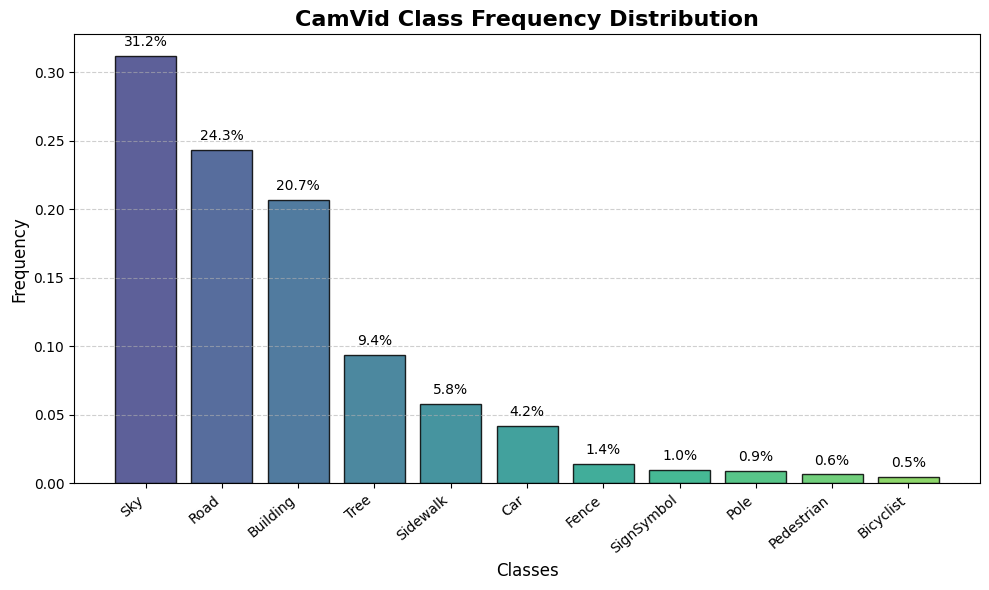 CamVid Class Frequency Distribution
31.2%
0.30
24.3%
0.25
20.7%
0.20
Frequency
0.15
9.4%
0.10
5.8%
4.2%
0.05
1.4%
1.0%
0.9%
0.6%
0.5%
0.00
Sky
Road
Building
Tree
Sidewalk
Car
Fence
SignSymbol
Pole
Pedestrian
Bicyclist
Classes